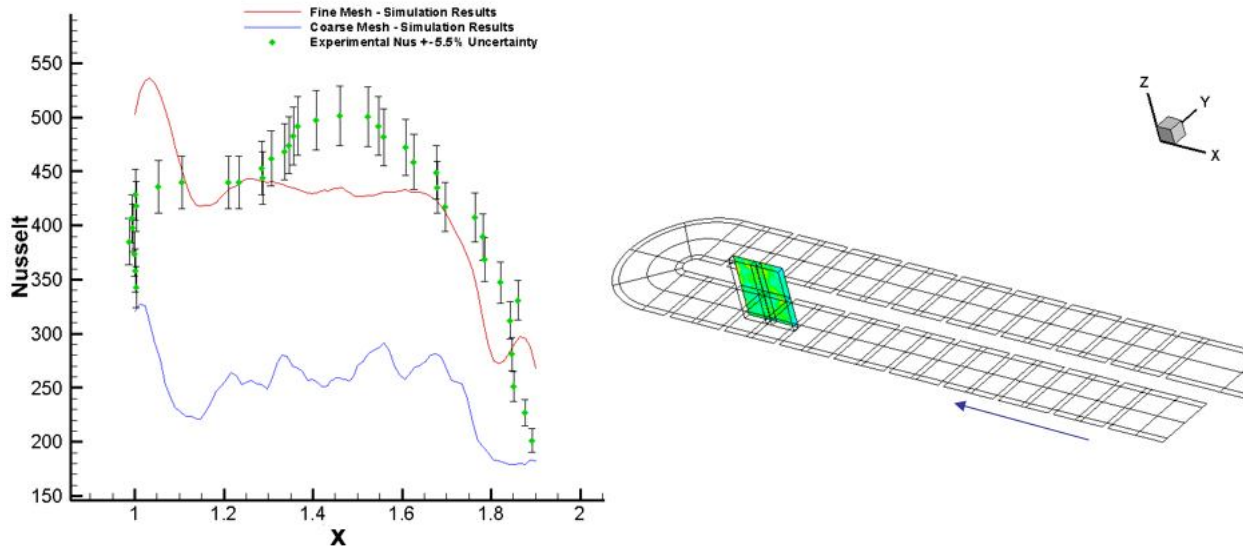 Fine Mesh - Simulation Results
Coarse Mesh - Simulation Results
Experimental Nus +-5.5% Uncertainty
550
500
450
400
350
300
250
200
150
Nusselt
1
1.2
1.4
1.6
1.8
2
X
Z
Y
X